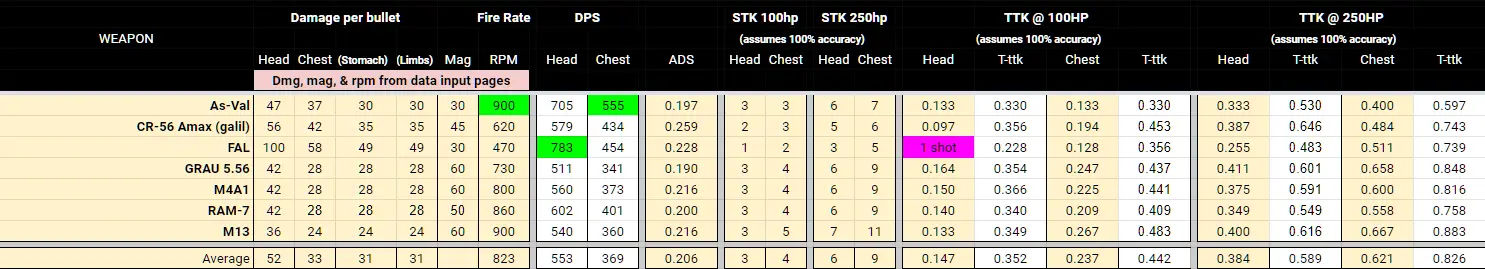 Damage per bullet Fire Rate DPS STK 100hp STK 250hp TTK @ 100HP TTK @ 250HP
WEAPON (assumes 100% accuracy) (assumes 100% accuracy) (assumes 100% accuracy)
Head Chest (Stomach) (Limbs) Mag RPM Head Chest ADS Head Chest Head Chest Head T-ttk Chest T-ttk Head T-ttk Chest T-ttk
Dmg, mag, & rpm from data input pages
As-Val 47 37 30 30 30 900 705 555 0.197 3 3 6 7 0.133 0.330 0.133 0.330 0.333 0.530 0.400 0.597
CR-56 Amax (galil) 56 42 35 35 45 620 579 434 0.259 2 3 5 6 0.097 0.356 0.194 0.453 0.387 0.646 0.484 0.743
FAL 100 58 49 49 30 470 783 454 0.228 1 2 3 5 1 shot 0.228 0.128 0.356 0.255 0.483 0.511 0.739
GRAU 5.56 42 28 28 28 60 730 511 341 0.190 3 4 6 9 0.164 0.354 0.247 0.437 0.411 0.601 0.658 0.848
M4A1 42 28 28 28 60 800 560 373 0.216 3 4 6 9 0.150 0.366 0.225 0.441 0.375 0.591 0.600 0.816
RAM-7 42 28 28 28 50 860 602 401 0.200 3 4 6 9 0.140 0.340 0.209 0.409 0.349 0.549 0.558 0.758
M13 36 24 24 24 60 900 540 360 0.216 3 5 7 11 0.133 0.349 0.267 0.483 0.400 0.616 0.667 0.883
Average 52 33 31 31 823 553 369 0.206 3 4 6 9 0.147 0.352 0.237 0.442 0.384 0.589 0.621 0.826